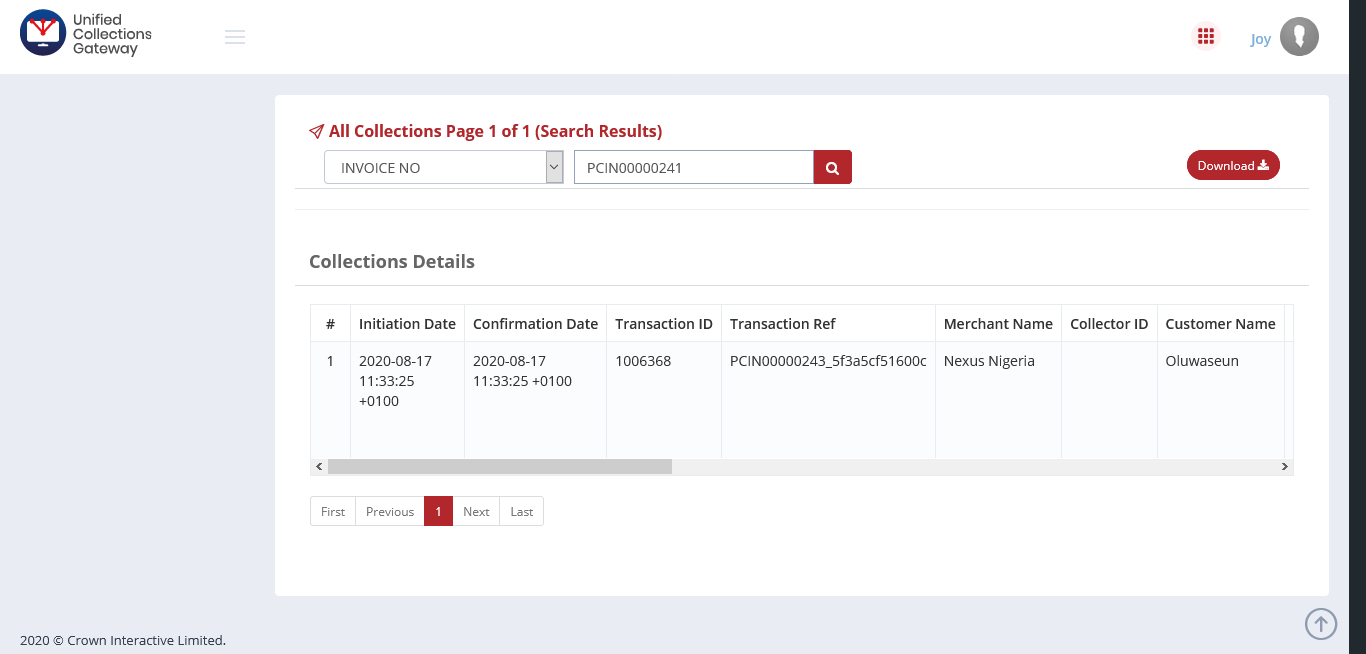 Unified
Collections
Gateway
Joy
All Collections Page 1 of 1 (Search Results)
INVOICE NO
PCIN00000241
Download
Collections Details
# Initiation Date Confirmation Date Transaction ID Transaction Ref Merchant Name Collector ID Customer Name
1 2020-08-17 2020-08-17 1006368 PCIN00000243_5f3a5cf51600c Nexus Nigeria Oluwaseun
11:33:25 11:33:25 +0100
+0100
First Previous 1 Next Last
2020 © Crown Interactive Limited.